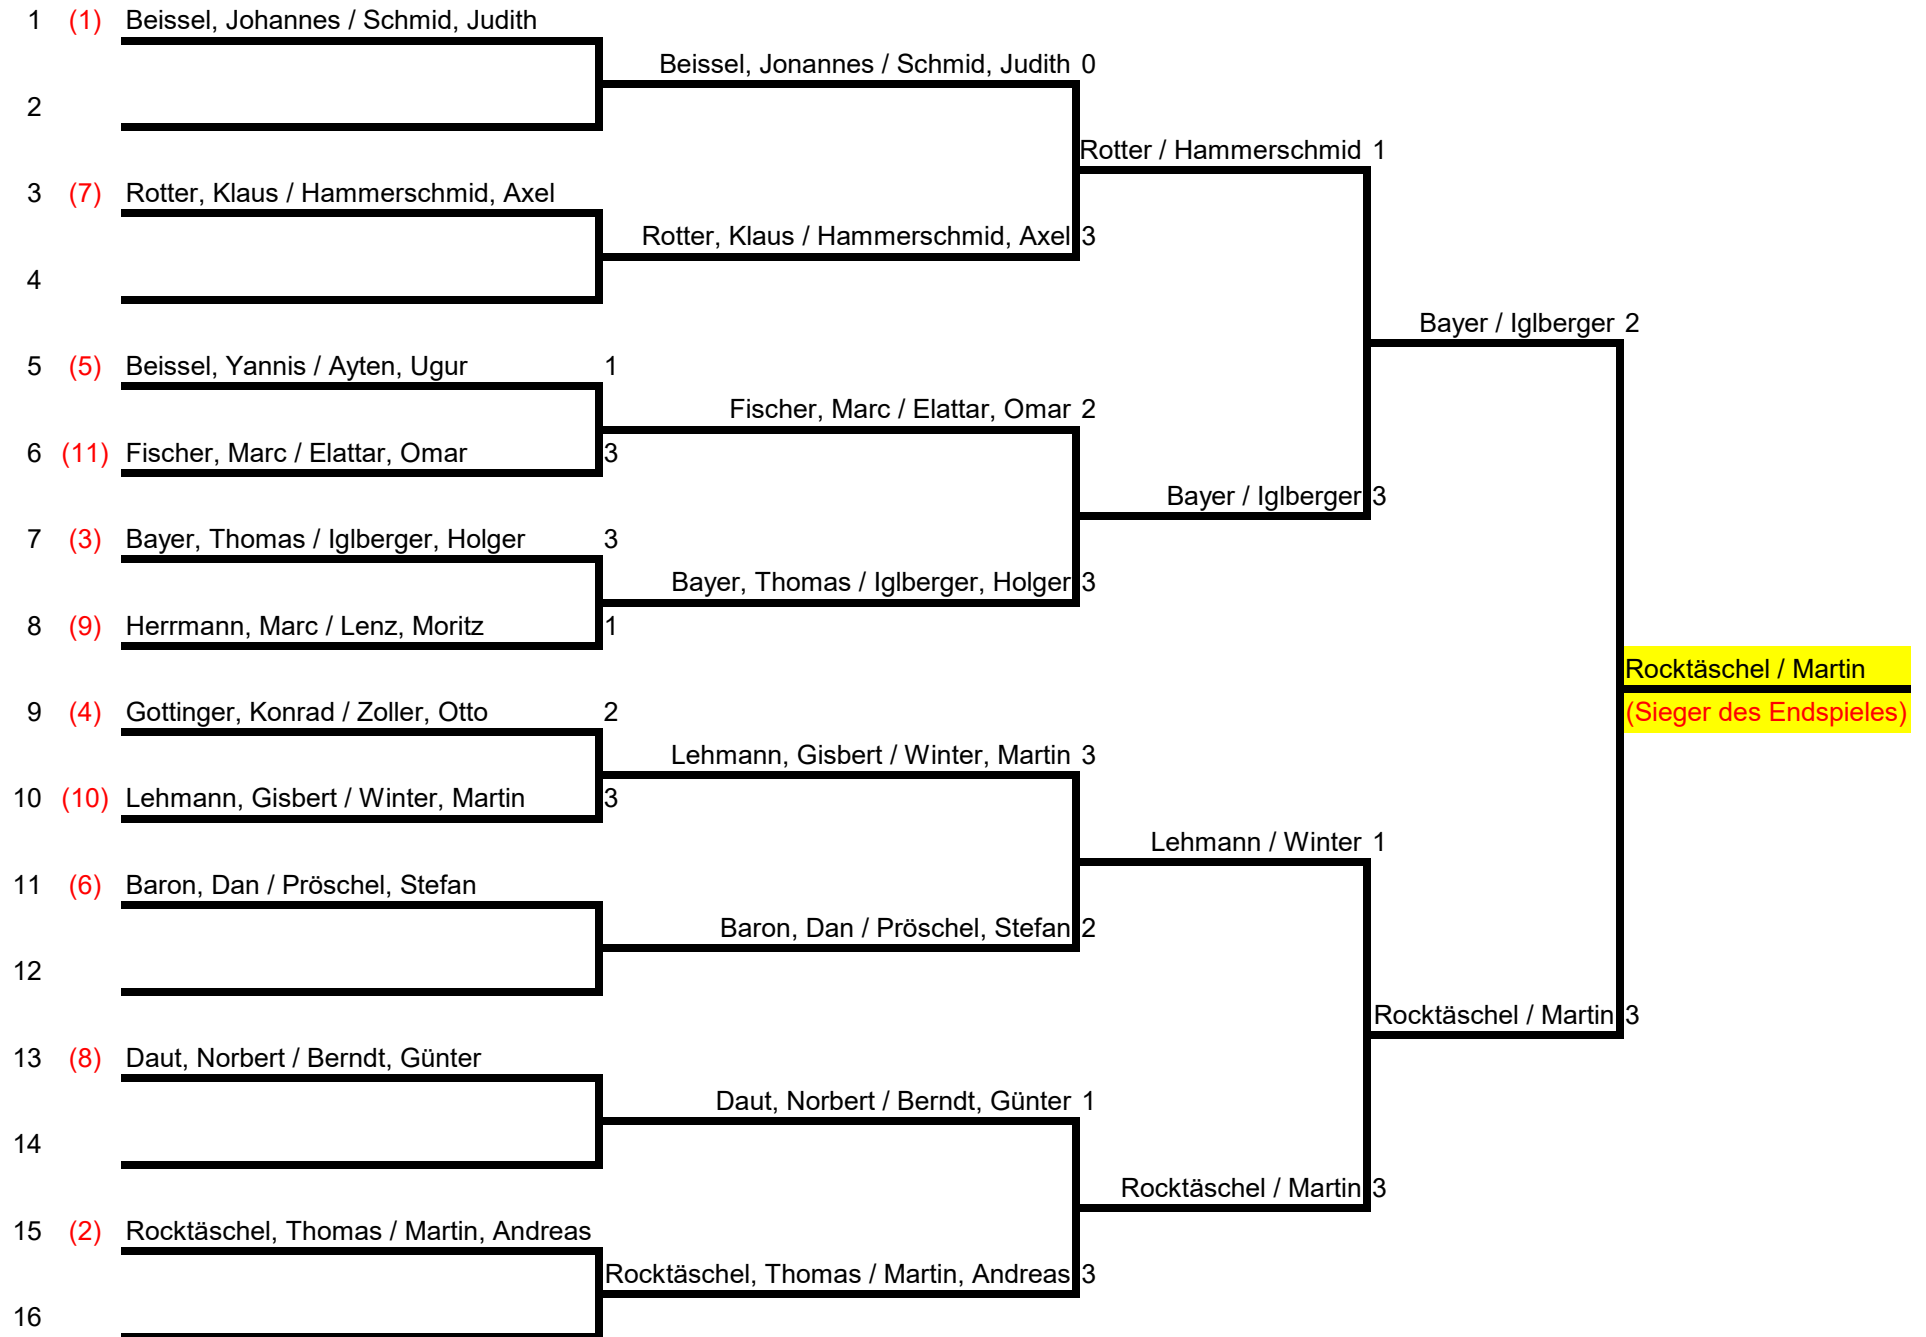 1 (1) Beissel, Johannes / Schmid, Judith
Beissel, Jonannes / Schmid, Judith 0
2
Rotter / Hammerschmid 1
3 (7) Rotter, Klaus / Hammerschmid, Axel
Rotter, Klaus / Hammerschmid, Axel 3
4
Bayer / Iglberger 2
5 (5) Beissel, Yannis / Ayten, Ugur 1
Fischer, Marc / Elattar, Omar 2
6 (11) Fischer, Marc / Elattar, Omar 3
Bayer / Iglberger 3
7 (3) Bayer, Thomas / Iglberger, Holger 3
Bayer, Thomas / Iglberger, Holger 3
8 (9) Herrmann, Marc / Lenz, Moritz 1
Rocktäschel / Martin
9 (4) Gottinger, Konrad / Zoller, Otto 2
(Sieger des Endspieles)
Lehmann, Gisbert / Winter, Martin 3
10 (10) Lehmann, Gisbert / Winter, Martin 3
Lehmann / Winter 1
11 (6) Baron, Dan / Pröschel, Stefan
Baron, Dan / Pröschel, Stefan 2
12
Rocktäschel / Martin 3
13 (8) Daut, Norbert / Berndt, Günter
Daut, Norbert / Berndt, Günter 1
14
Rocktäschel / Martin 3
15 (2) Rocktäschel, Thomas / Martin, Andreas
Rocktäschel, Thomas / Martin, Andreas 3
16